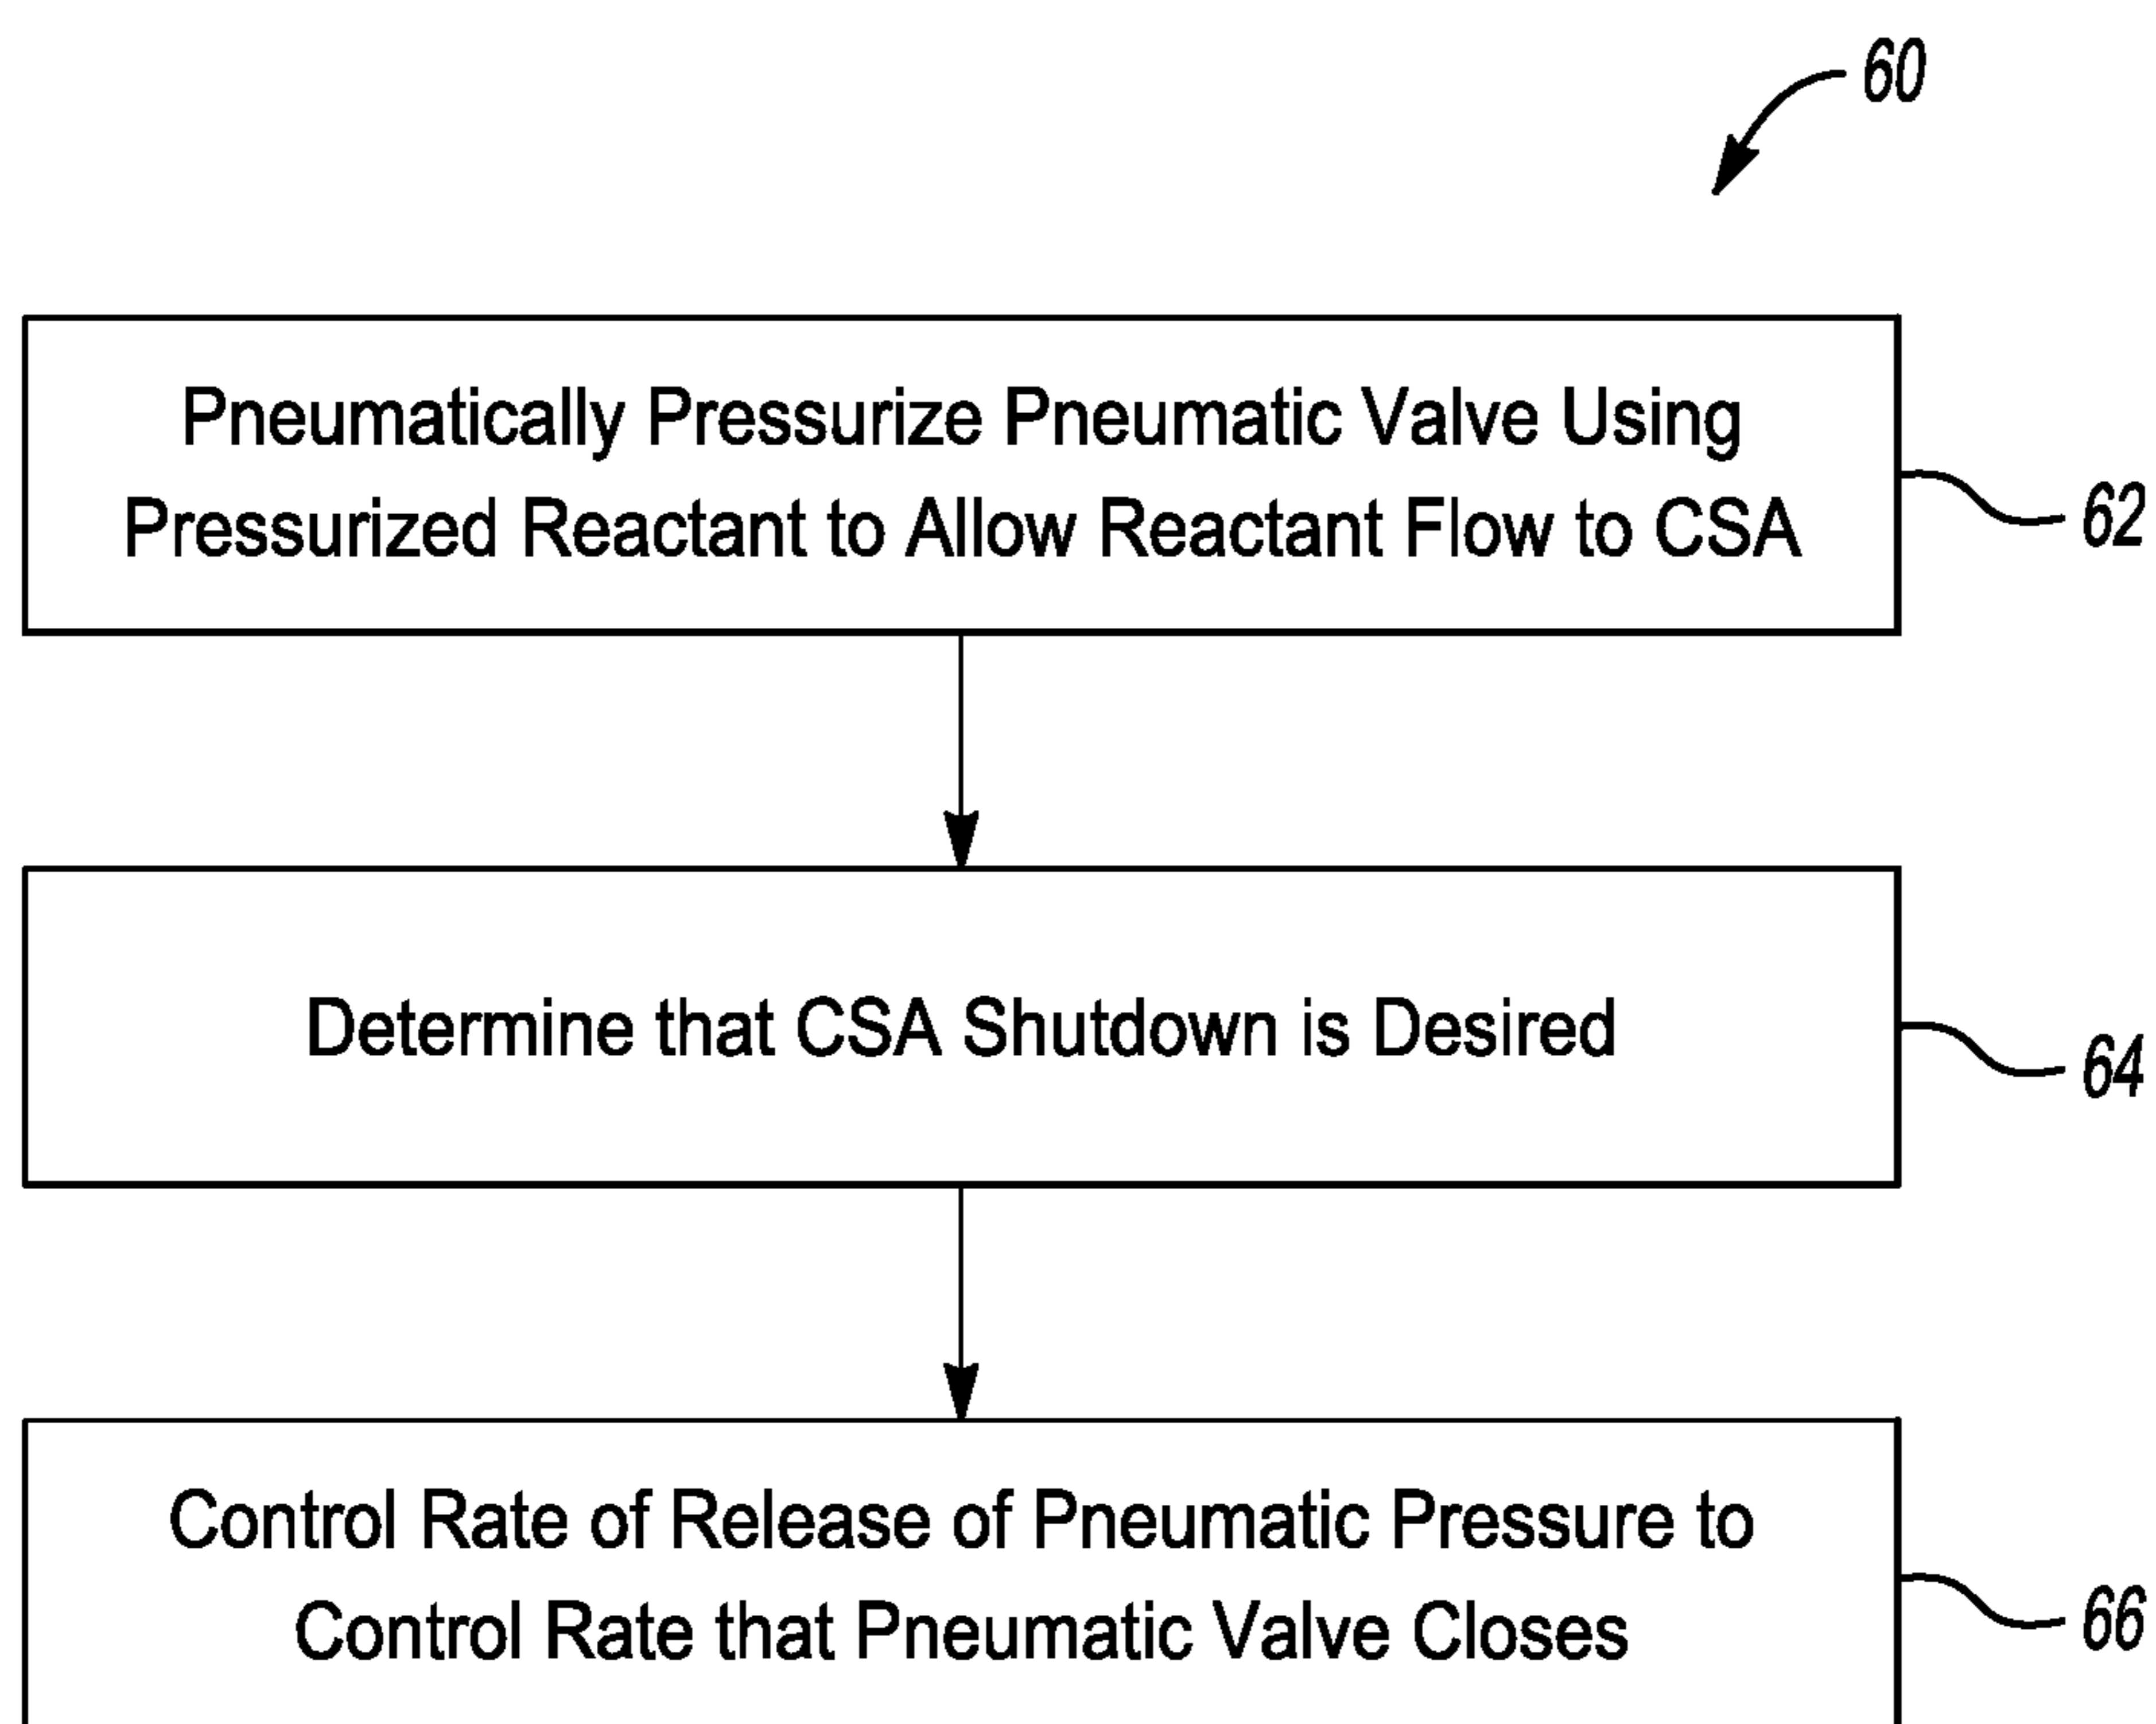 60
Pneumatically Pressurize Pneumatic Valve Using
Pressurized Reactant to Allow Reactant Flow to CSA
62
Determine that CSA Shutdown is Desired
64
Control Rate of Release of Pneumatic Pressure to
Control Rate that Pneumatic Valve Closes
66